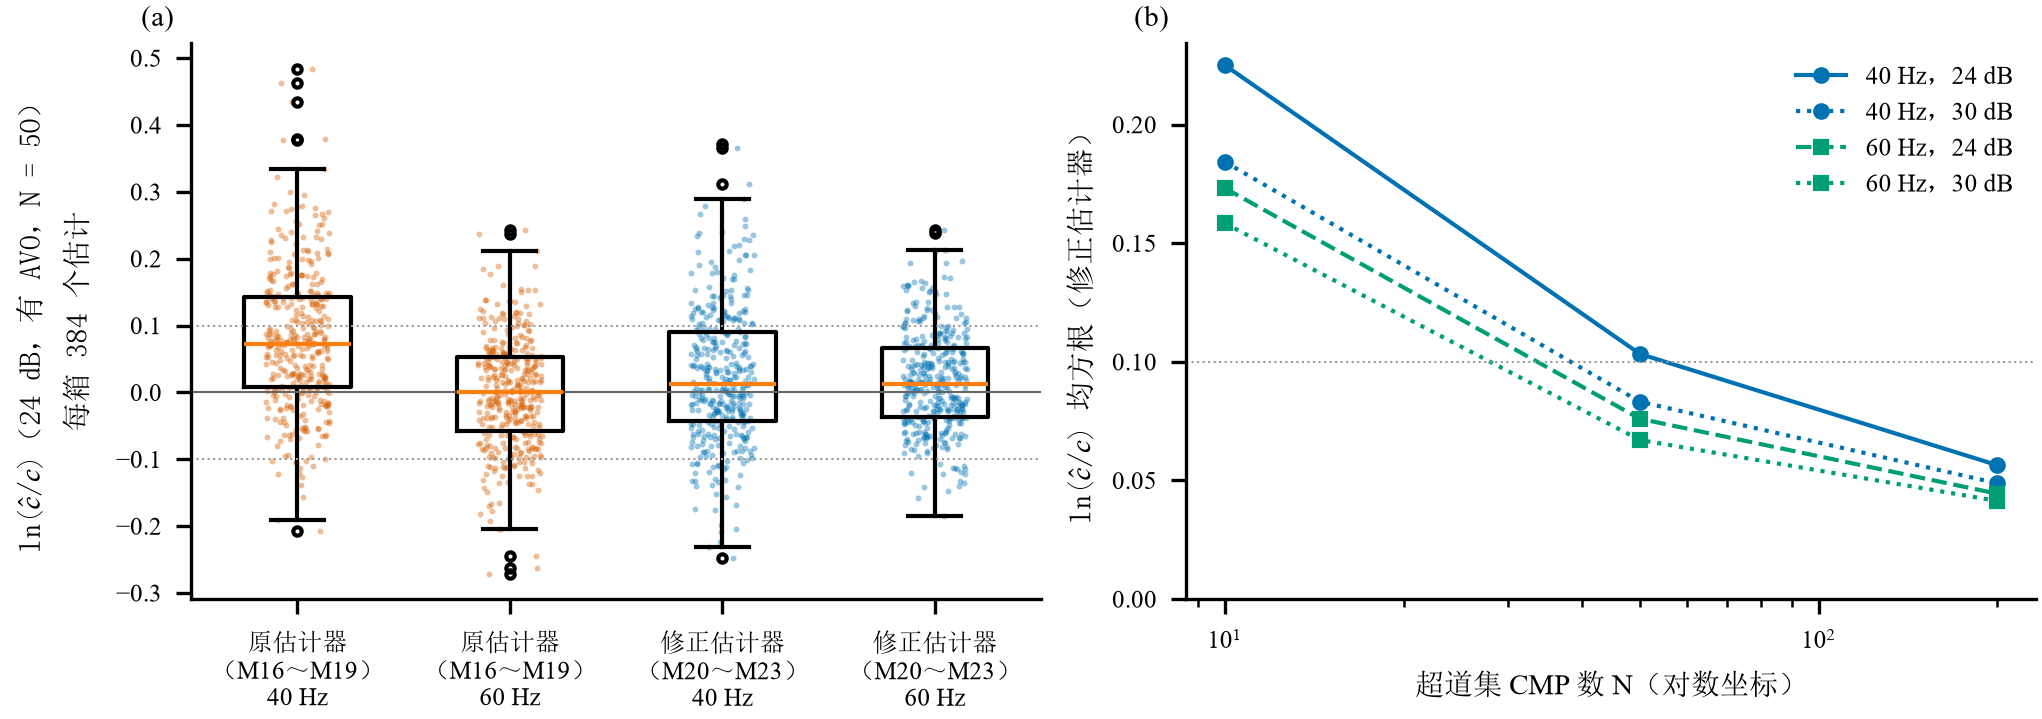 (a)
ln(ĉ/c)（24 dB，有 AVO，N = 50）
每箱 384 个估计
0.5
0.4
0.3
0.2
0.1
0.0
−0.1
−0.2
−0.3
原估计器
（M16～M19）
40 Hz
原估计器
（M16～M19）
60 Hz
修正估计器
（M20～M23）
40 Hz
修正估计器
（M20～M23）
60 Hz
(b)
ln(ĉ/c) 均方根（修正估计器）
0.20
0.15
0.10
0.05
0.00
10¹
10²
超道集 CMP 数 N（对数坐标）
40 Hz，24 dB
40 Hz，30 dB
60 Hz，24 dB
60 Hz，30 dB